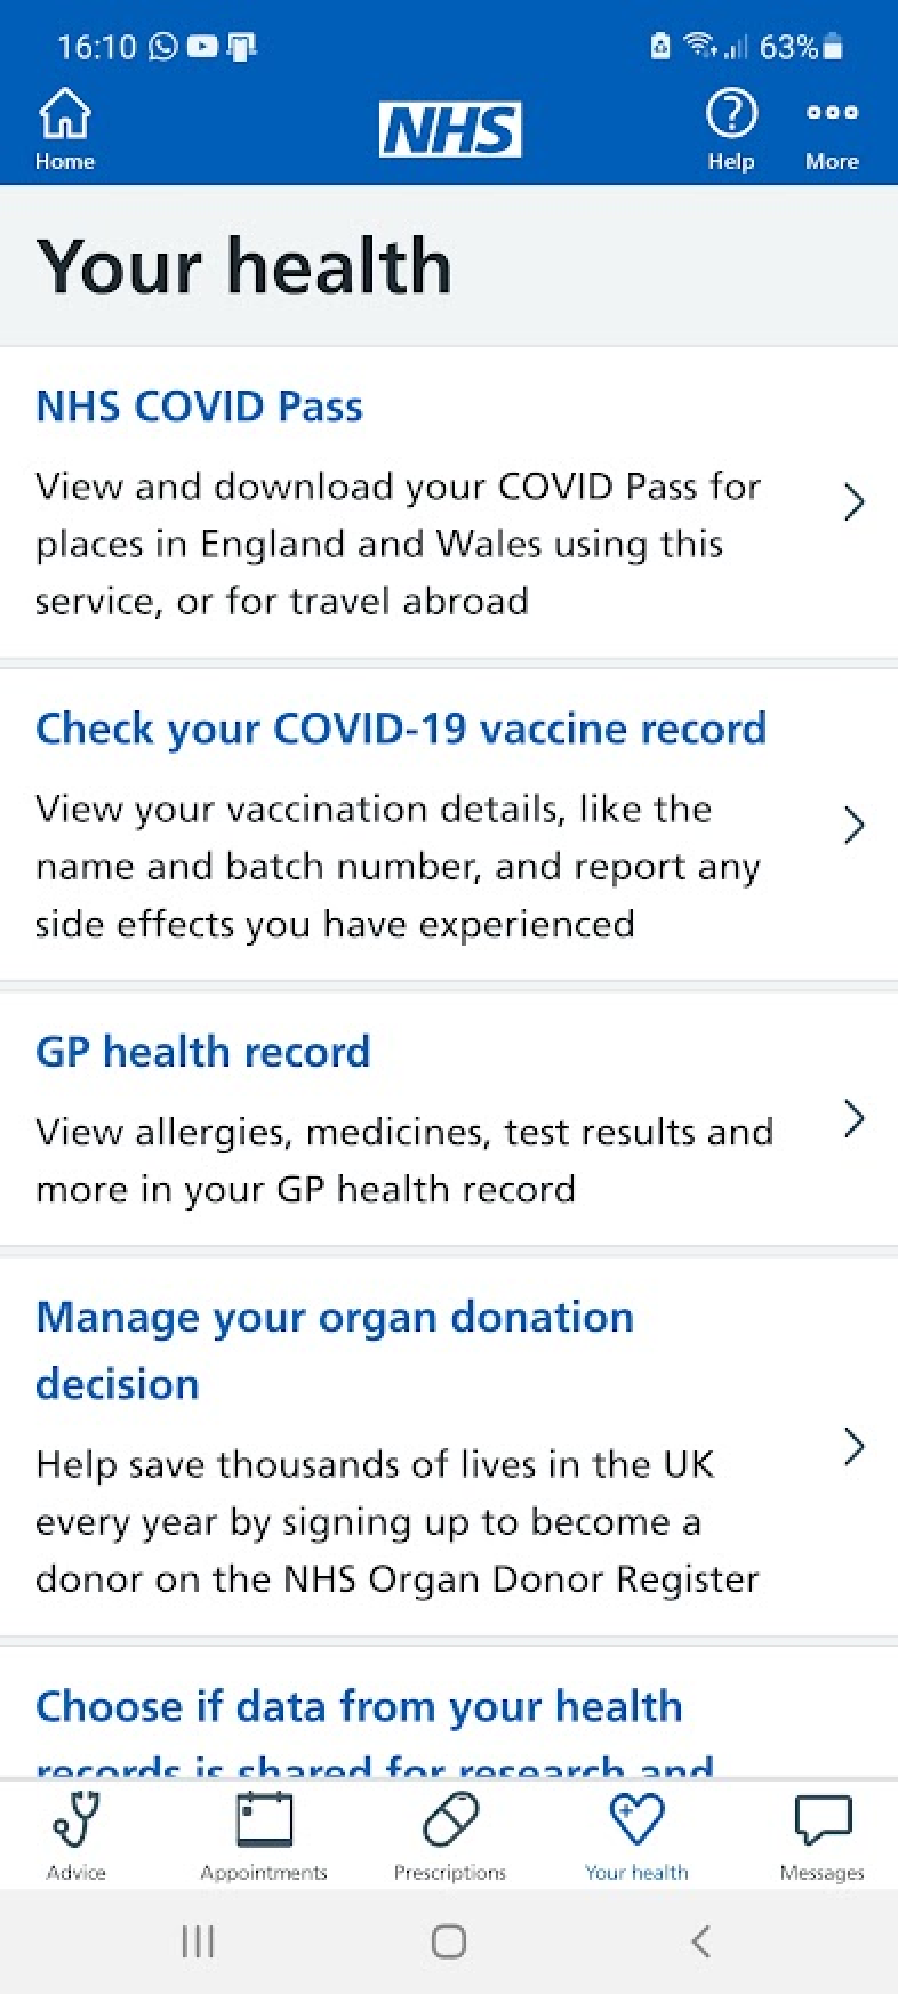 16:10
63%
NHS
Home
Help
More
Your health
NHS COVID Pass
View and download your COVID Pass for
places in England and Wales using this
service, or for travel abroad
Check your COVID-19 vaccine record
View your vaccination details, like the
name and batch number, and report any
side effects you have experienced
GP health record
View allergies, medicines, test results and
more in your GP health record
Manage your organ donation
decision
Help save thousands of lives in the UK
every year by signing up to become a
donor on the NHS Organ Donor Register
Choose if data from your health
records is shared for research and
Advice
Appointments
Prescriptions
Your health
Messages